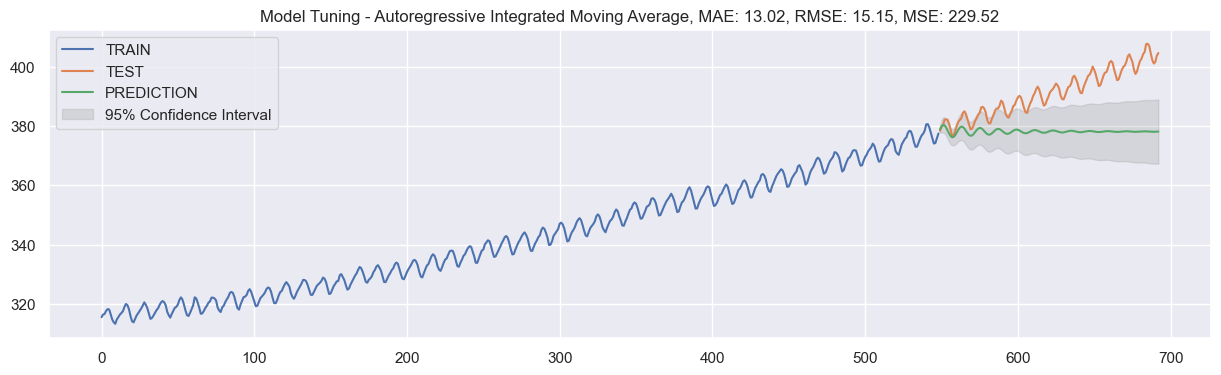 Model Tuning - Autoregressive Integrated Moving Average, MAE: 13.02, RMSE: 15.15, MSE: 229.52
TRAIN
TEST
PREDICTION
95% Confidence Interval
400
380
360
340
320
0 100 200 300 400 500 600 700